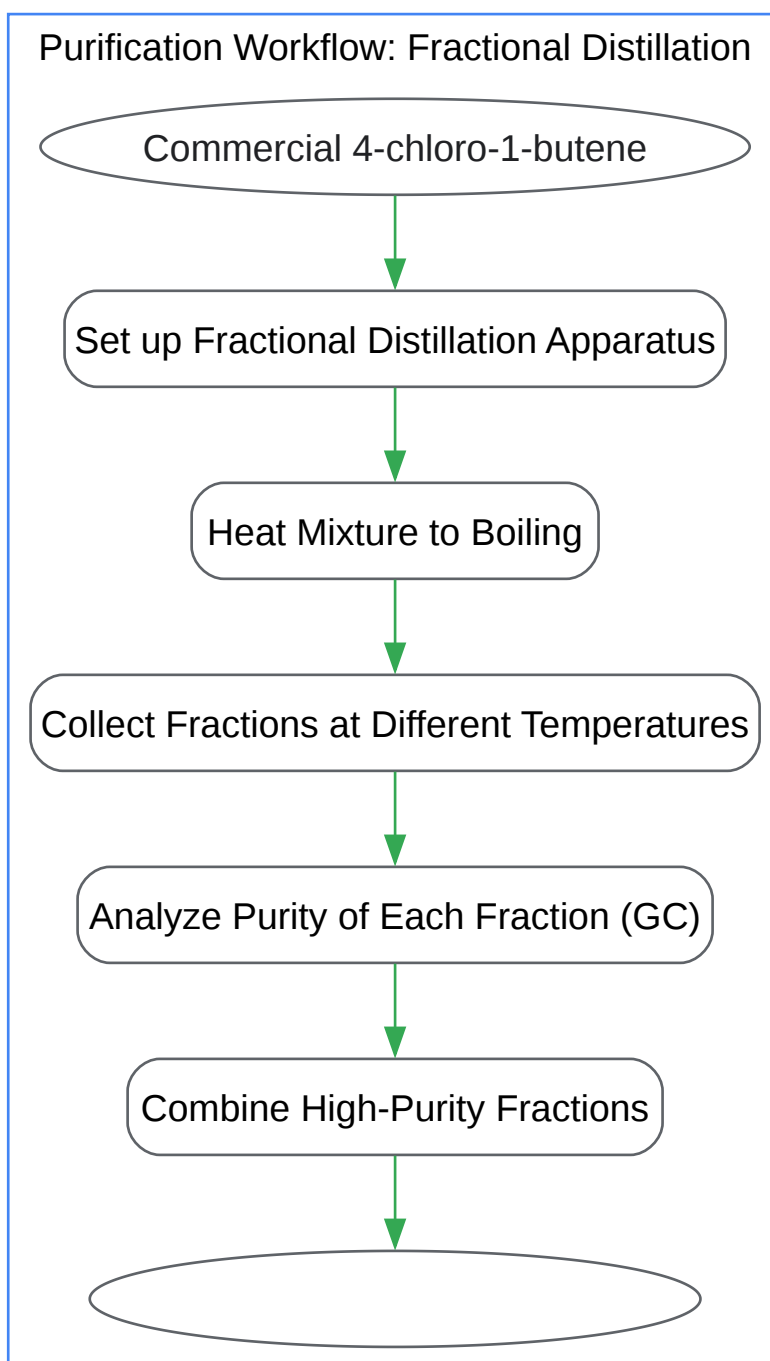 Purification Workflow: Fractional Distillation
Commercial 4-chloro-1-butene
Set up Fractional Distillation Apparatus
Heat Mixture to Boiling
Collect Fractions at Different Temperatures
Analyze Purity of Each Fraction (GC)
Combine High-Purity Fractions